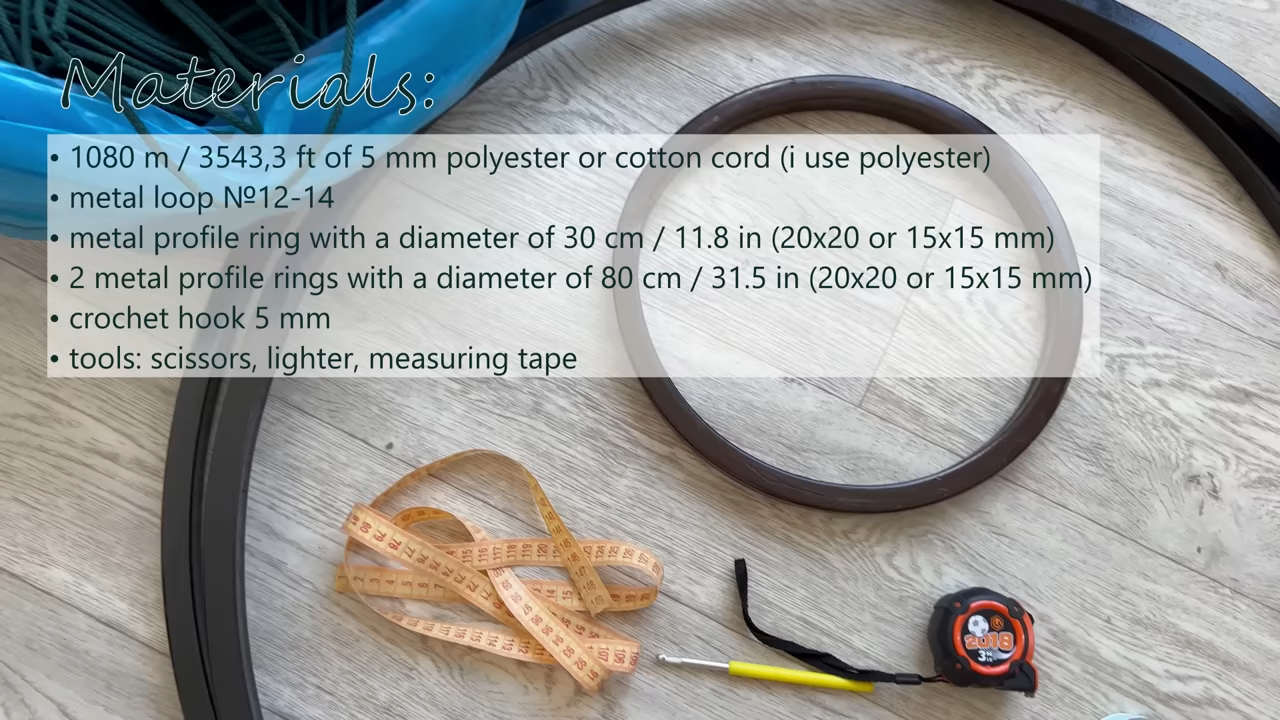 Materials:
• 1080 m / 3543,3 ft of 5 mm polyester or cotton cord (i use polyester)
• metal loop №12-14
• metal profile ring with a diameter of 30 cm / 11.8 in (20x20 or 15x15 mm)
• 2 metal profile rings with a diameter of 80 cm / 31.5 in (20x20 or 15x15 mm)
• crochet hook 5 mm
• tools: scissors, lighter, measuring tape
2018